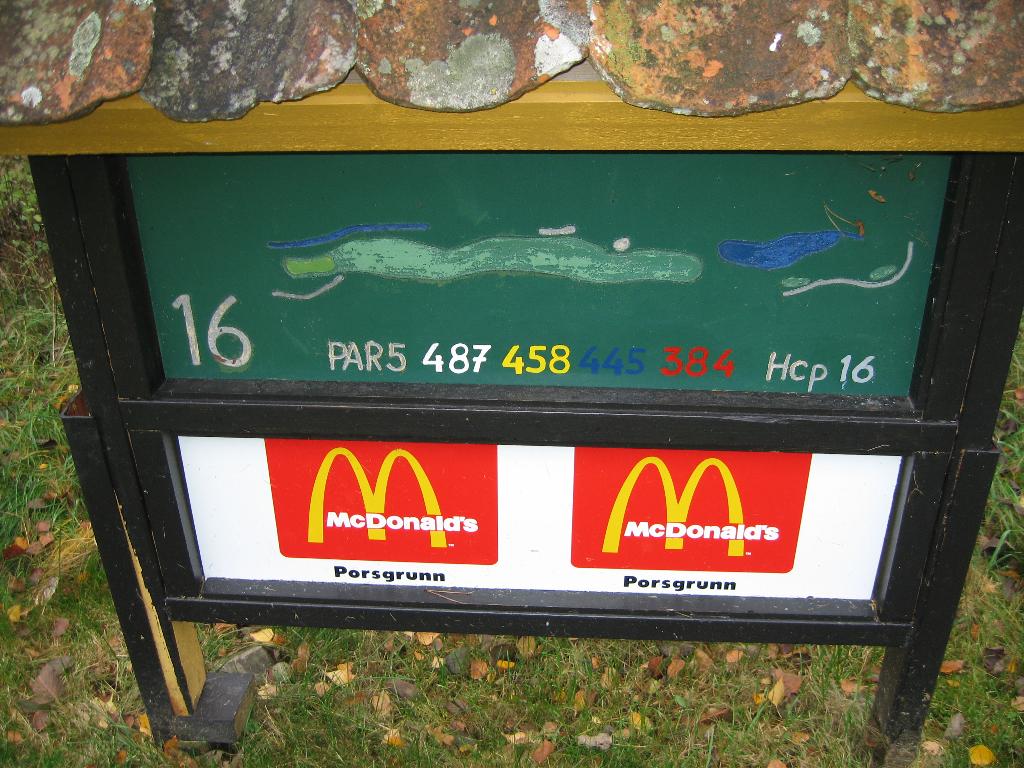 16 PAR5 487 458 445 384 Hcp 16
McDonald's McDonald's
Porsgrunn Porsgrunn